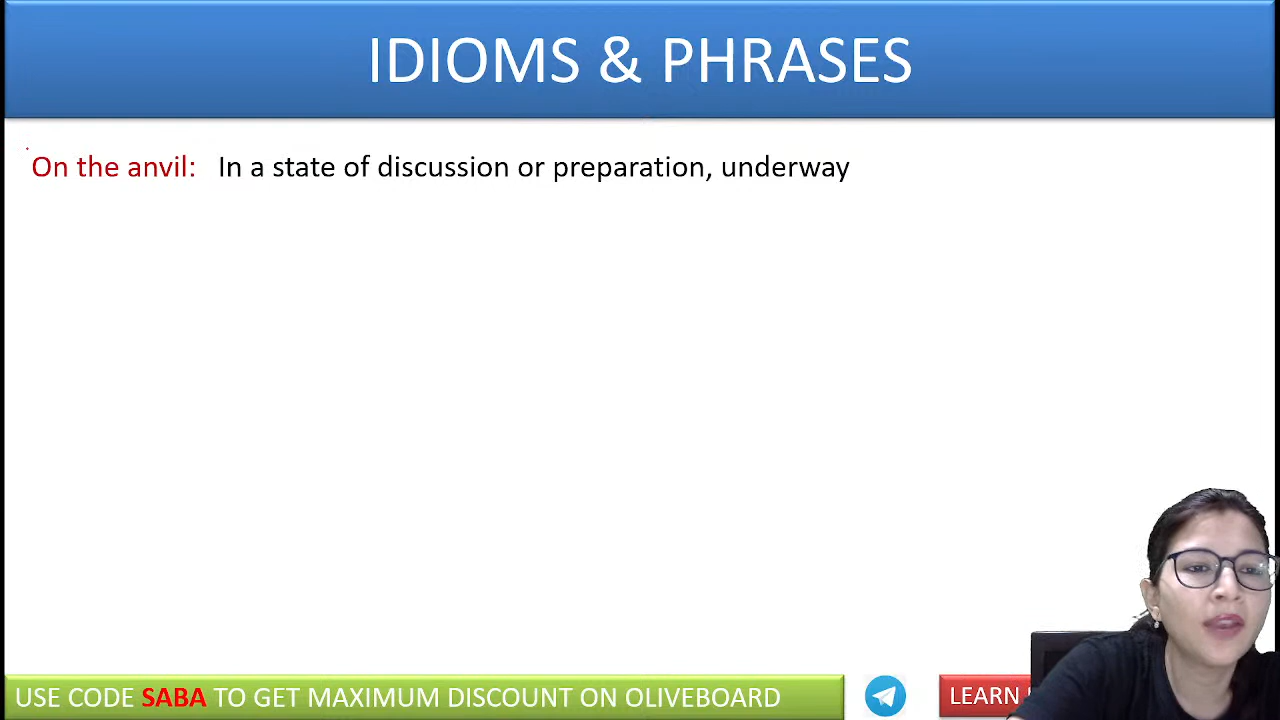 IDIOMS & PHRASES
On the anvil: In a state of discussion or preparation, underway
USE CODE SABA TO GET MAXIMUM DISCOUNT ON OLIVEBOARD
LEARN